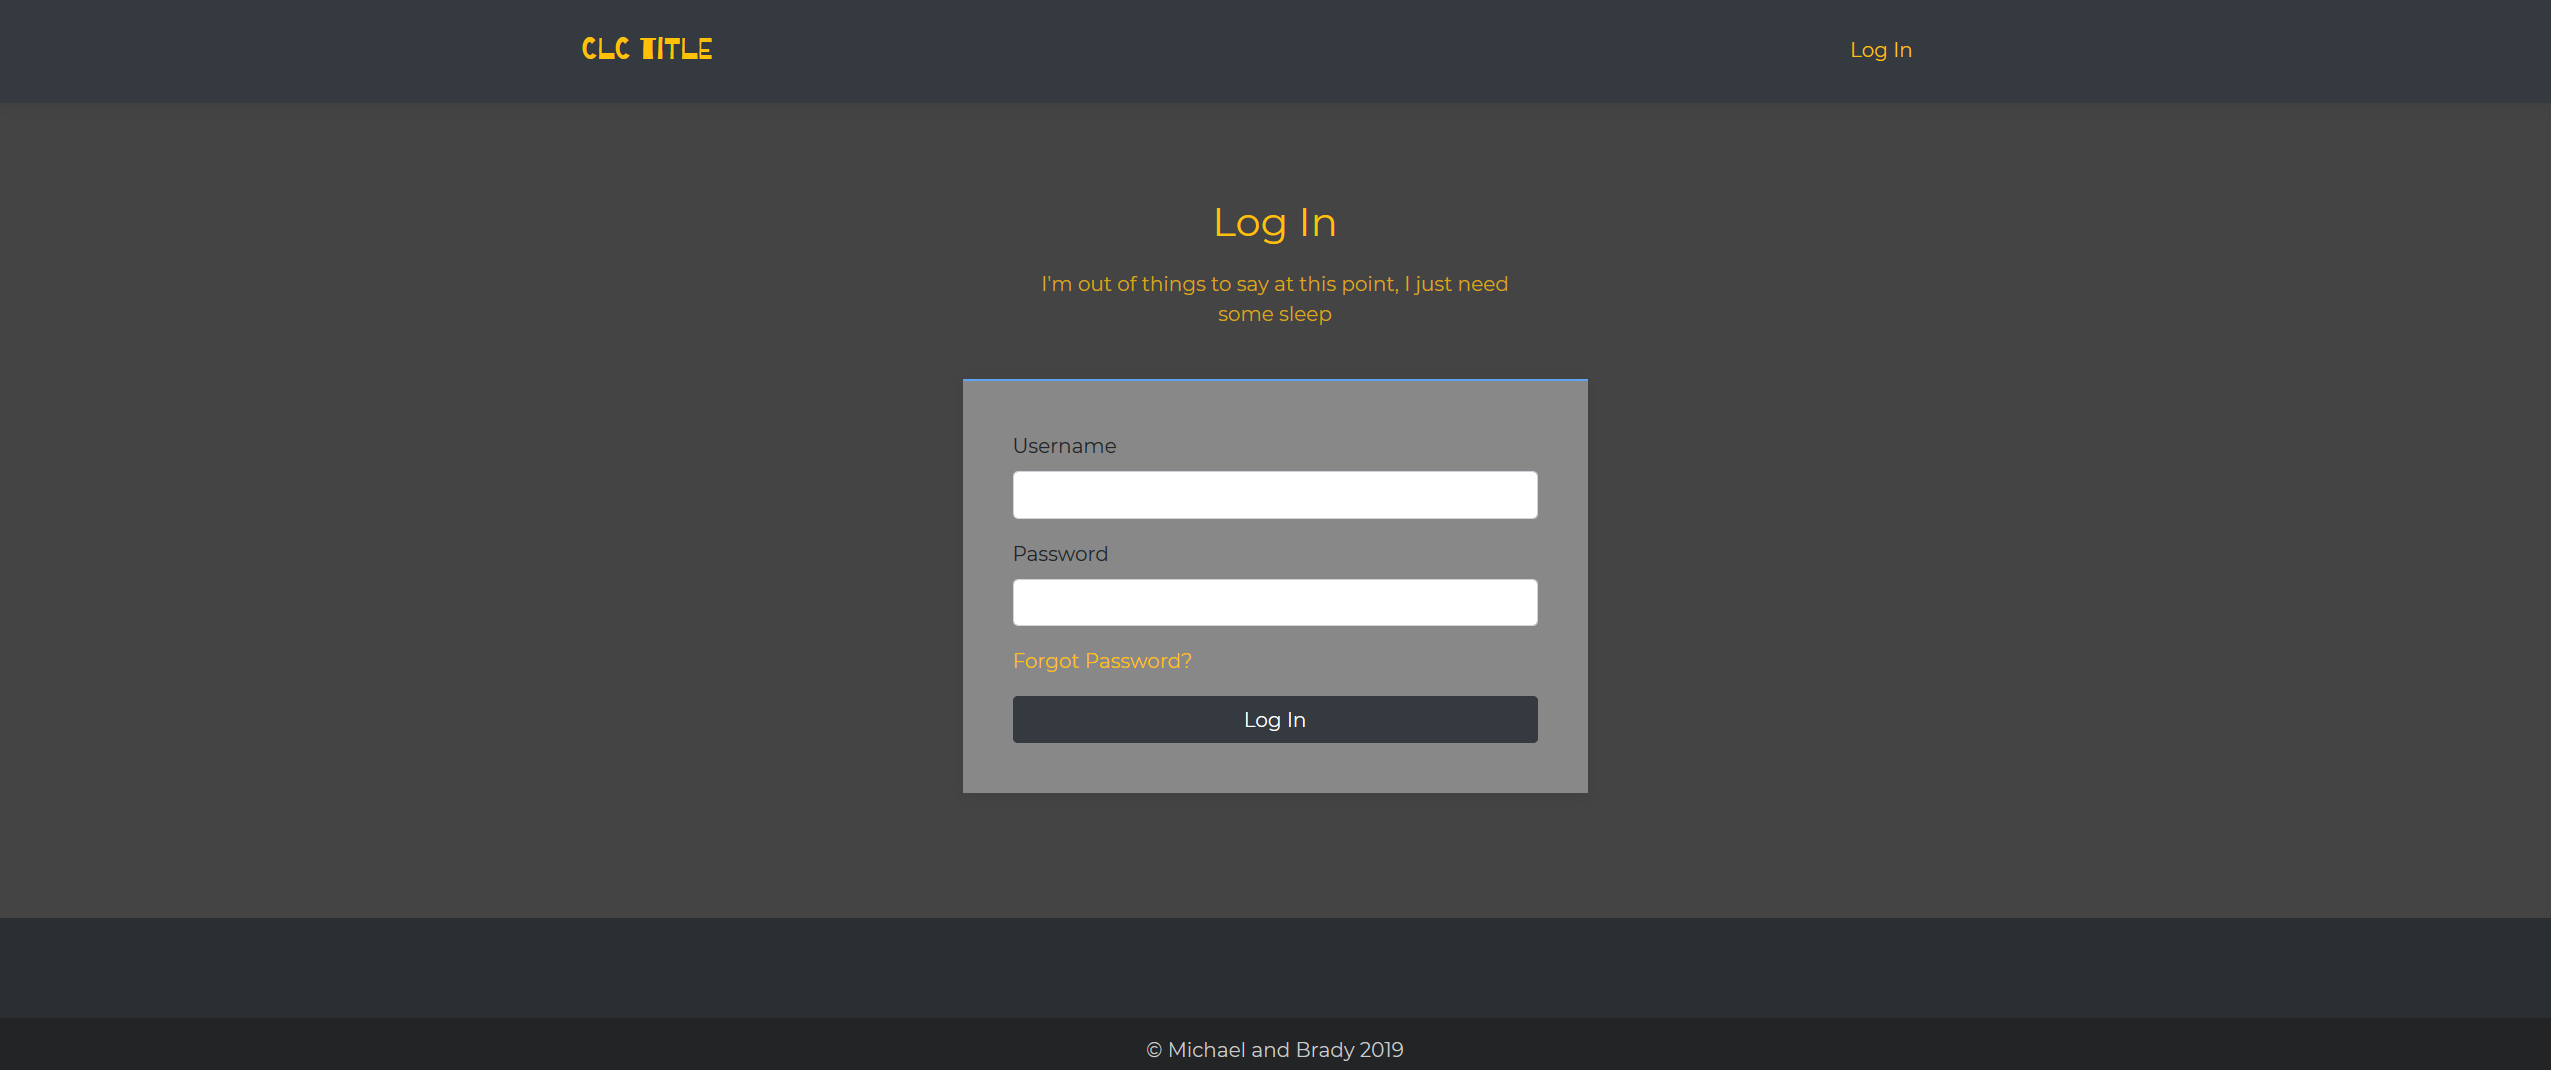 CLC TITLE
Log In
Log In
I'm out of things to say at this point, I just need
some sleep
Username
Password
Forgot Password?
Log In
© Michael and Brady 2019